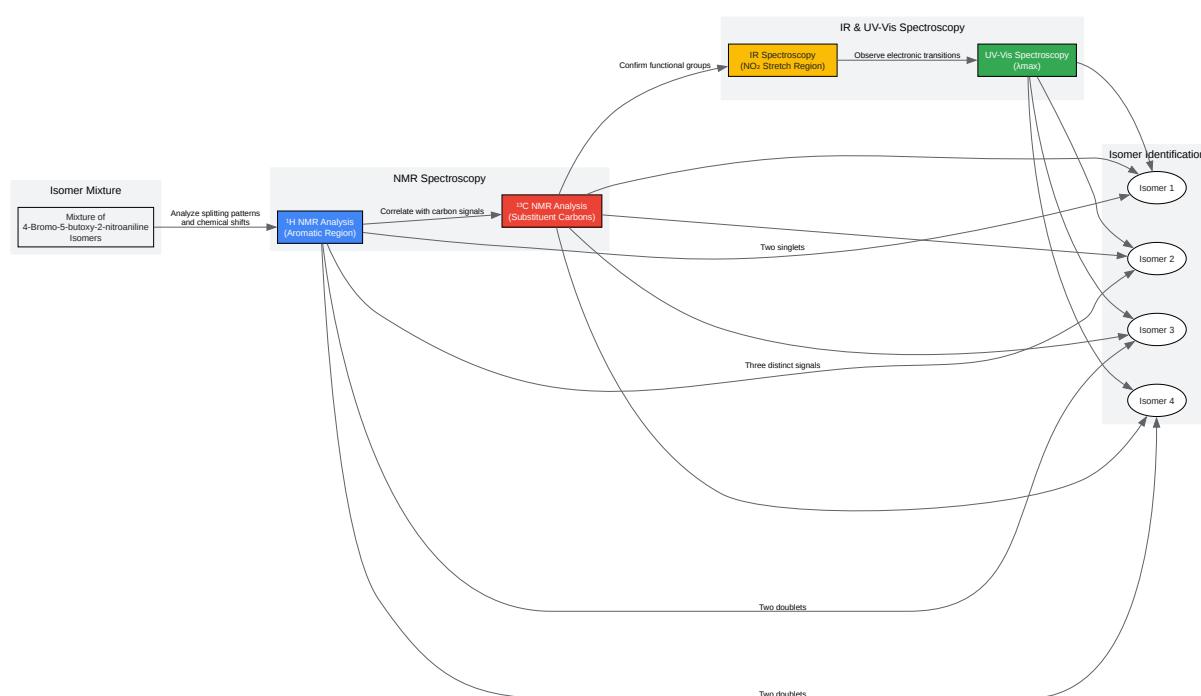 IR & UV-Vis Spectroscopy
IR Spectroscopy
(NO₂ Stretch Region)
Observe electronic transitions
UV-Vis Spectroscopy
(λmax)
Confirm functional groups
Isomer Identification
Isomer Mixture
Mixture of
4-Bromo-5-butoxy-2-nitroaniline
Isomers
Analyze splitting patterns
and chemical shifts
NMR Spectroscopy
¹H NMR Analysis
(Aromatic Region)
Correlate with carbon signals
¹³C NMR Analysis
(Substituent Carbons)
Isomer 1
Two singlets
Isomer 2
Isomer 3
Three distinct signals
Isomer 4
Two doublets
Two doublets